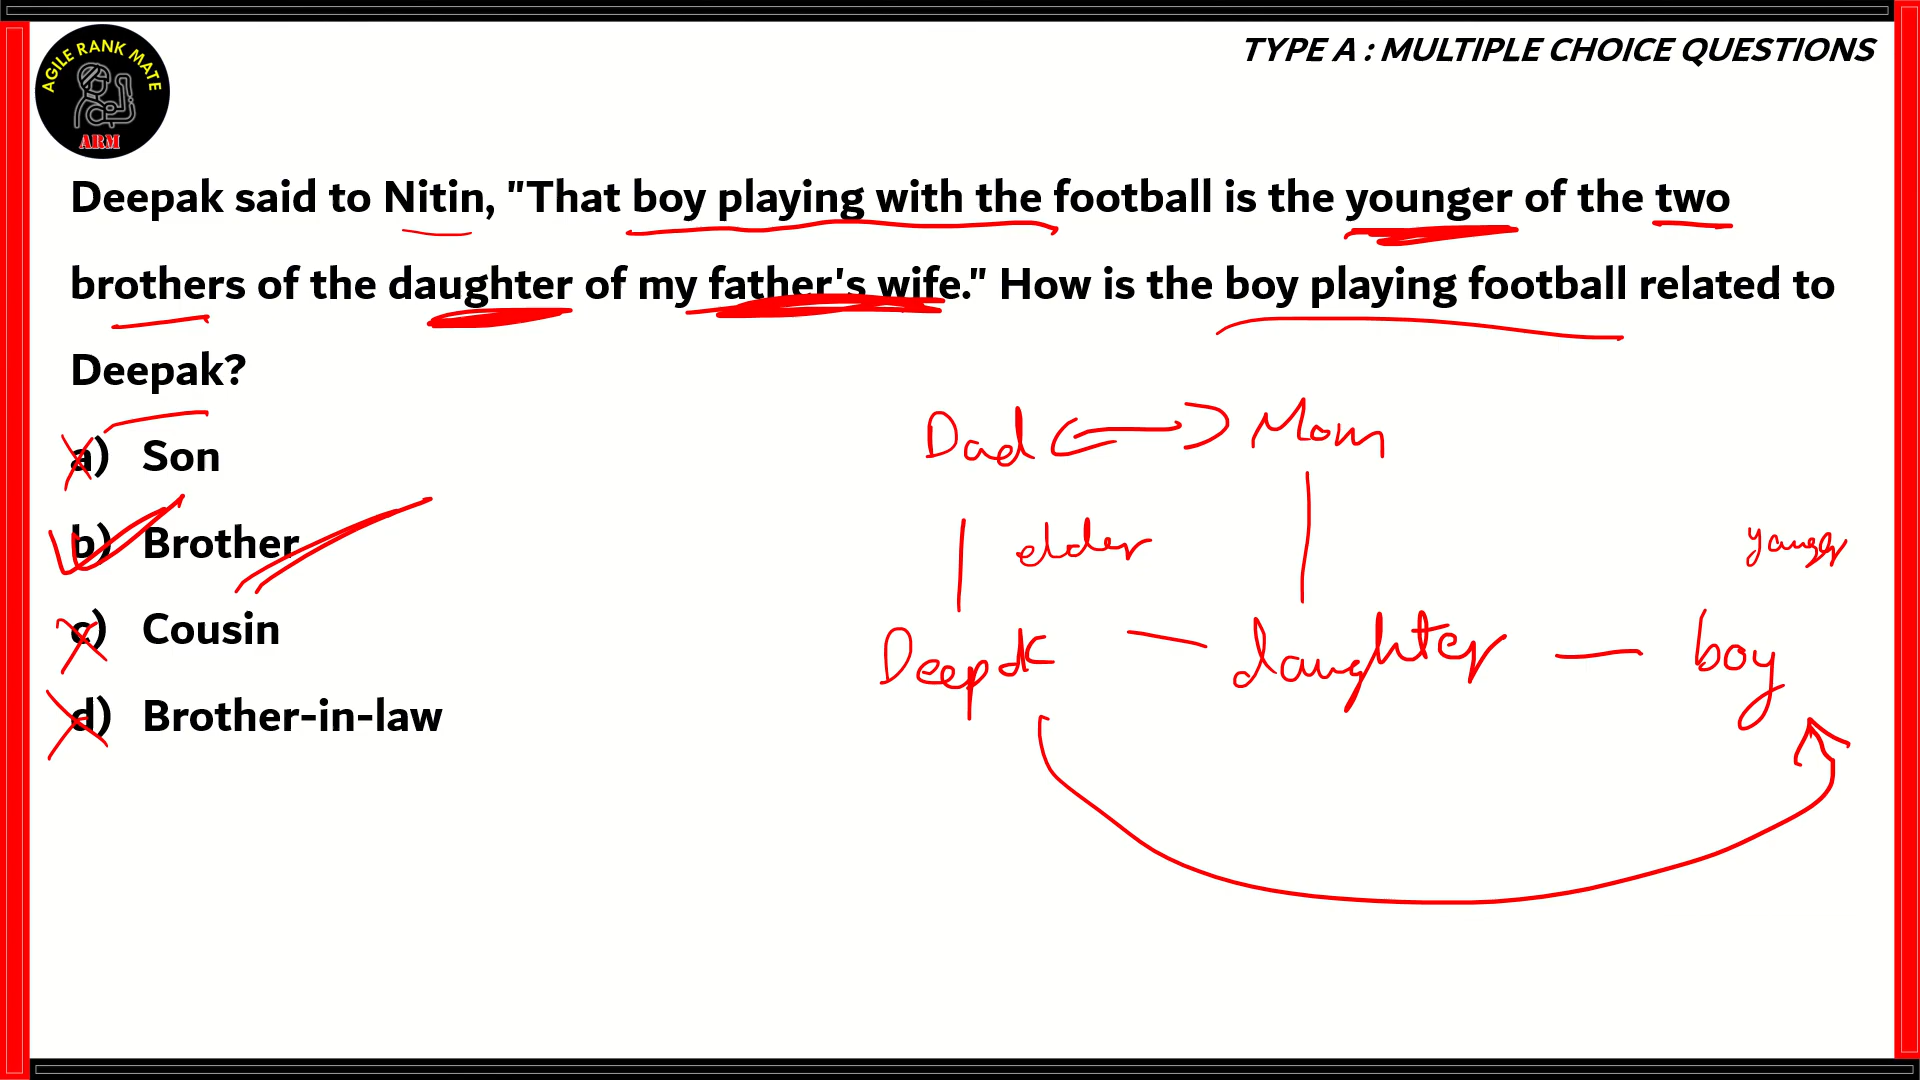 AGILE RANK MATE
ARM
TYPE A : MULTIPLE CHOICE QUESTIONS
Deepak said to Nitin, "That boy playing with the football is the younger of the two
brothers of the daughter of my father's wife." How is the boy playing football related to
Deepak?
a) Son
b) Brother
c) Cousin
d) Brother-in-law
Dad Mom
elder
Deepak daughter boy